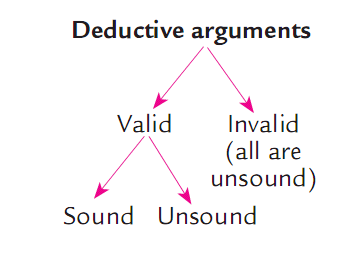 Deductive arguments
Valid
Invalid
(all are
unsound)
Sound
Unsound